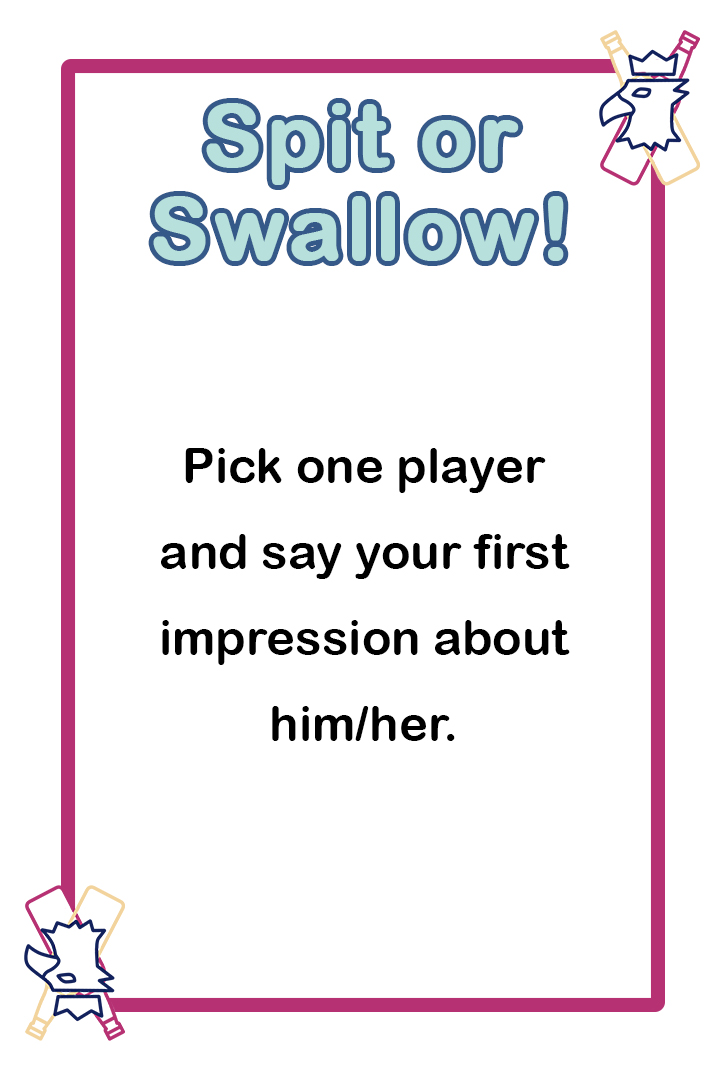 Spit or
Swallow!
Pick one player
and say your first
impression about
him/her.